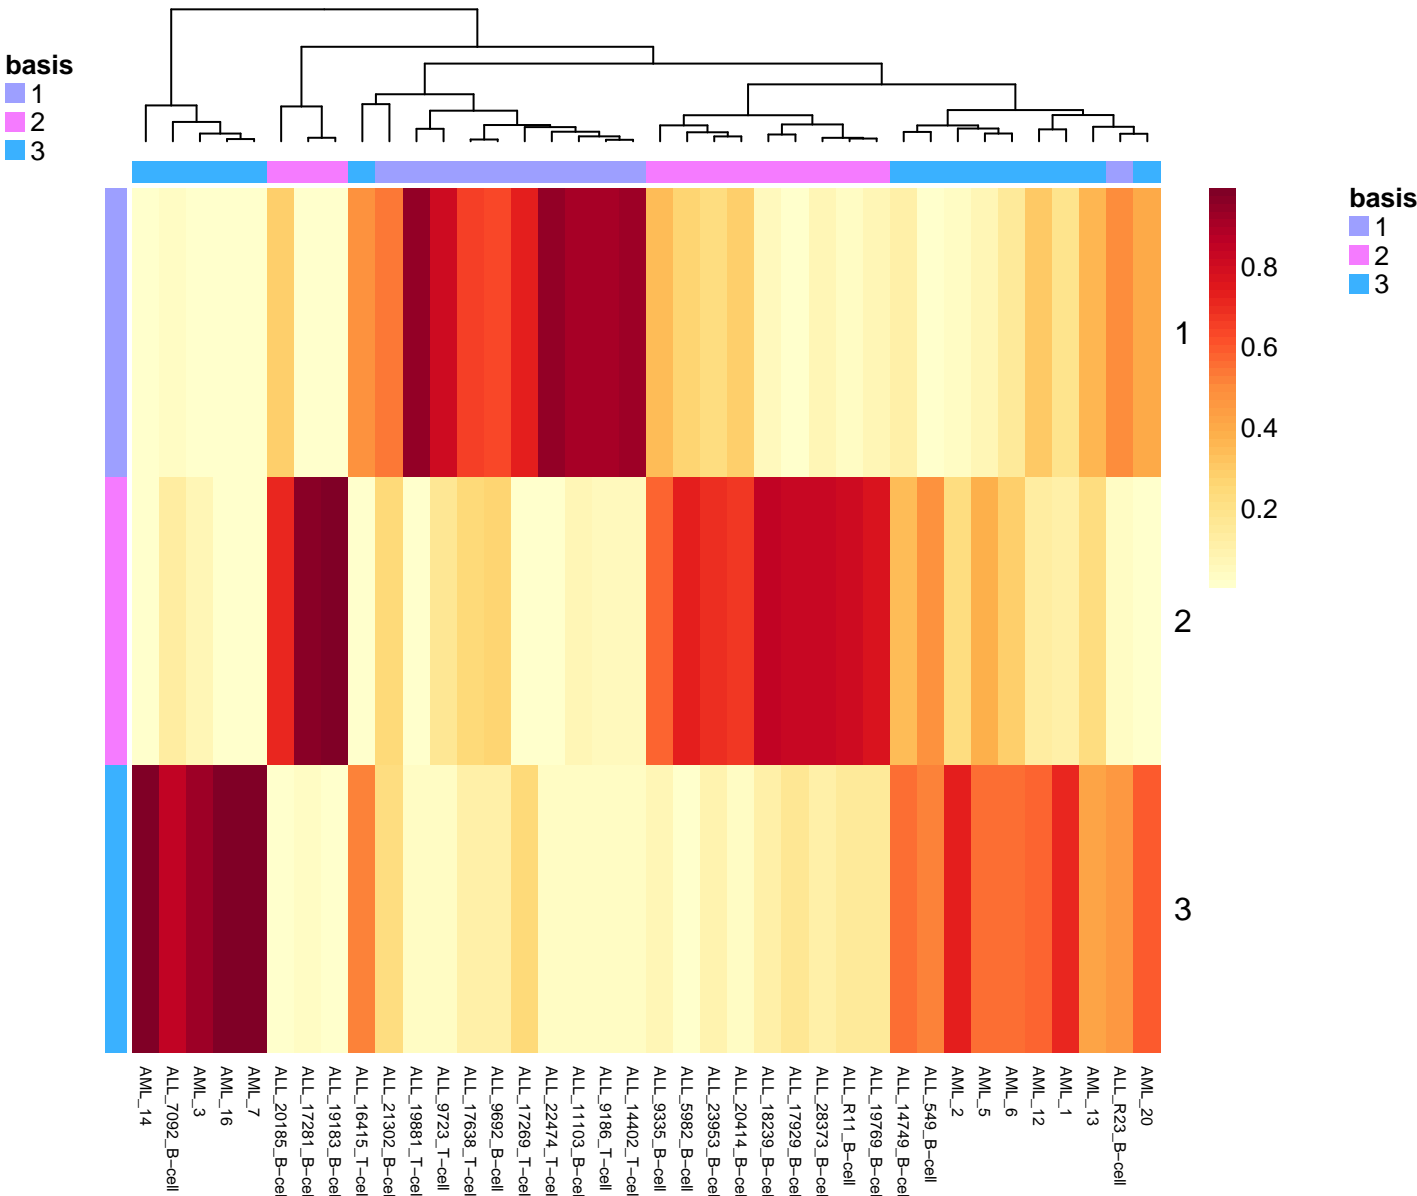 basis
1
2
3
basis
1
2
3
0.8
0.6
0.4
0.2
1
2
3
AML_14
ALL_7092_B−cell
AML_3
AML_16
AML_7
ALL_20185_B−cel
ALL_17281_B−cel
ALL_19183_B−cel
ALL_16415_T−cel
ALL_21302_B−cel
ALL_19881_T−cel
ALL_9723_T−cell
ALL_17638_T−cel
ALL_9692_B−cell
ALL_17269_T−cel
ALL_22474_T−cel
ALL_11103_B−cel
ALL_9186_T−cell
ALL_14402_T−cel
ALL_9335_B−cell
ALL_5982_B−cell
ALL_23953_B−cel
ALL_20414_B−cel
ALL_18239_B−cel
ALL_17929_B−cel
ALL_28373_B−cel
ALL_R11_B−cell
ALL_19769_B−cel
ALL_14749_B−cel
ALL_549_B−cell
AML_2
AML_5
AML_6
AML_12
AML_1
AML_13
ALL_R23_B−cell
AML_20